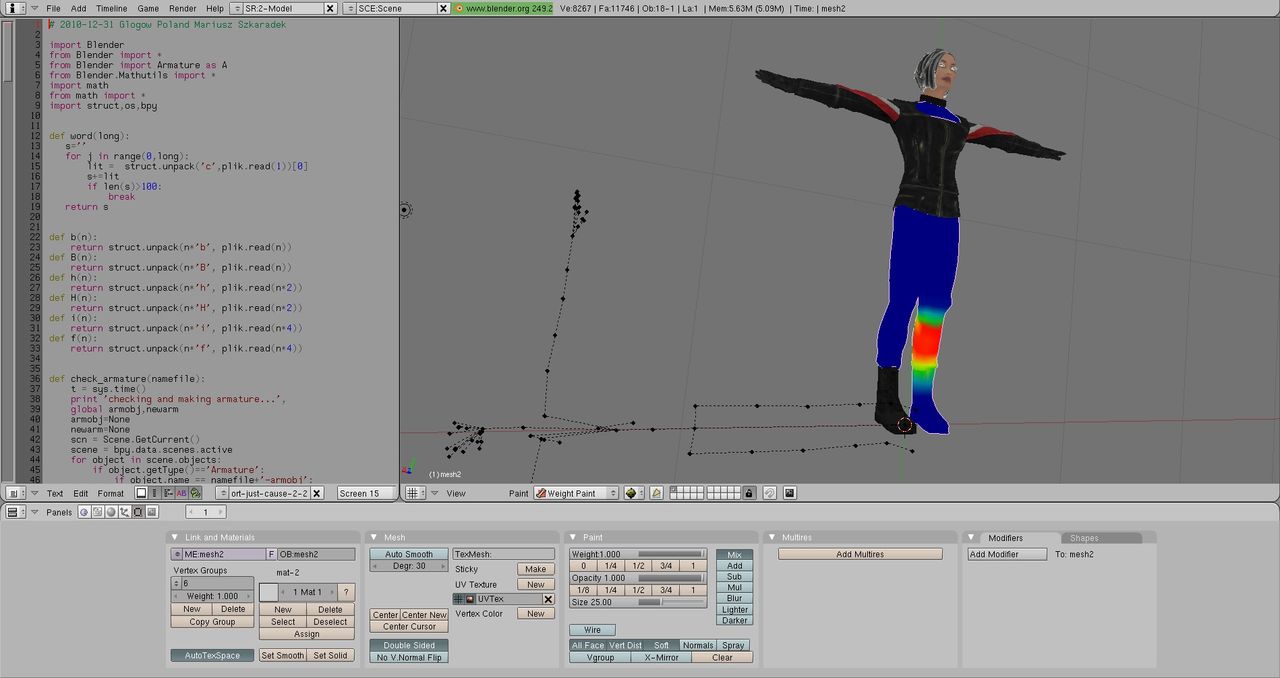 File Add Timeline Game Render Help SR:2-Model SCE:Scene www.blender.org 249.2 Ve:8267 | Fa:11746 | Ob:18-1 | La:1 | Mem:5.63M (5.09M) | Time: | mesh2
1 # 2010-12-31 Glogow Poland Mariusz Szkaradek
2
3 import Blender
4 from Blender import *
5 from Blender import Armature as A
6 from Blender.Mathutils import *
7 import math
8 from math import *
9 import struct,os,bpy
10
11
12 def word(long):
13 s=''
14 for j in range(0,long):
15 lit = struct.unpack('c',plik.read(1))[0]
16 s+=lit
17 if len(s)>100:
18 break
19 return s
20
21
22 def b(n):
23 return struct.unpack(n*'b', plik.read(n))
24 def B(n):
25 return struct.unpack(n*'B', plik.read(n))
26 def h(n):
27 return struct.unpack(n*'h', plik.read(n*2))
28 def H(n):
29 return struct.unpack(n*'H', plik.read(n*2))
30 def i(n):
31 return struct.unpack(n*'i', plik.read(n*4))
32 def f(n):
33 return struct.unpack(n*'f', plik.read(n*4))
34
35
36 def check_armature(namefile):
37 t = sys.time()
38 print 'checking and making armature...',
39 global armobj,newarm
40 armobj=None
41 newarm=None
42 scn = Scene.GetCurrent()
43 scene = bpy.data.scenes.active
44 for object in scene.objects:
45 if object.getType()=='Armature':
46 if object.name == namefile+'-armobj':
(1) mesh2
Text Edit Format AB ort-just-cause-2-2 Screen 15 View Paint Weight Paint
Panels 1
Link and Materials
ME:mesh2 F OB:mesh2
Vertex Groups
mat-2
6
Weight: 1.000
1 Mat 1 ?
New Delete New Delete
Copy Group Select Deselect
Assign
AutoTexSpace Set Smooth Set Solid
Mesh
Auto Smooth TexMesh:
Degr: 30 Sticky Make
UV Texture New
UVTex
Center Center New Vertex Color New
Center Cursor
Double Sided
No V.Normal Flip
Paint
Weight:1.000 Mix
0 1/4 1/2 3/4 1 Add
Opacity 1.000 Sub
1/8 1/4 1/2 3/4 1 Mul
Size 25.00 Blur
Lighter
Darker
Wire
All Face Vert Dist Soft Normals Spray
Vgroup X-Mirror Clear
Multires
Add Multires
Modifiers Shapes
Add Modifier To: mesh2